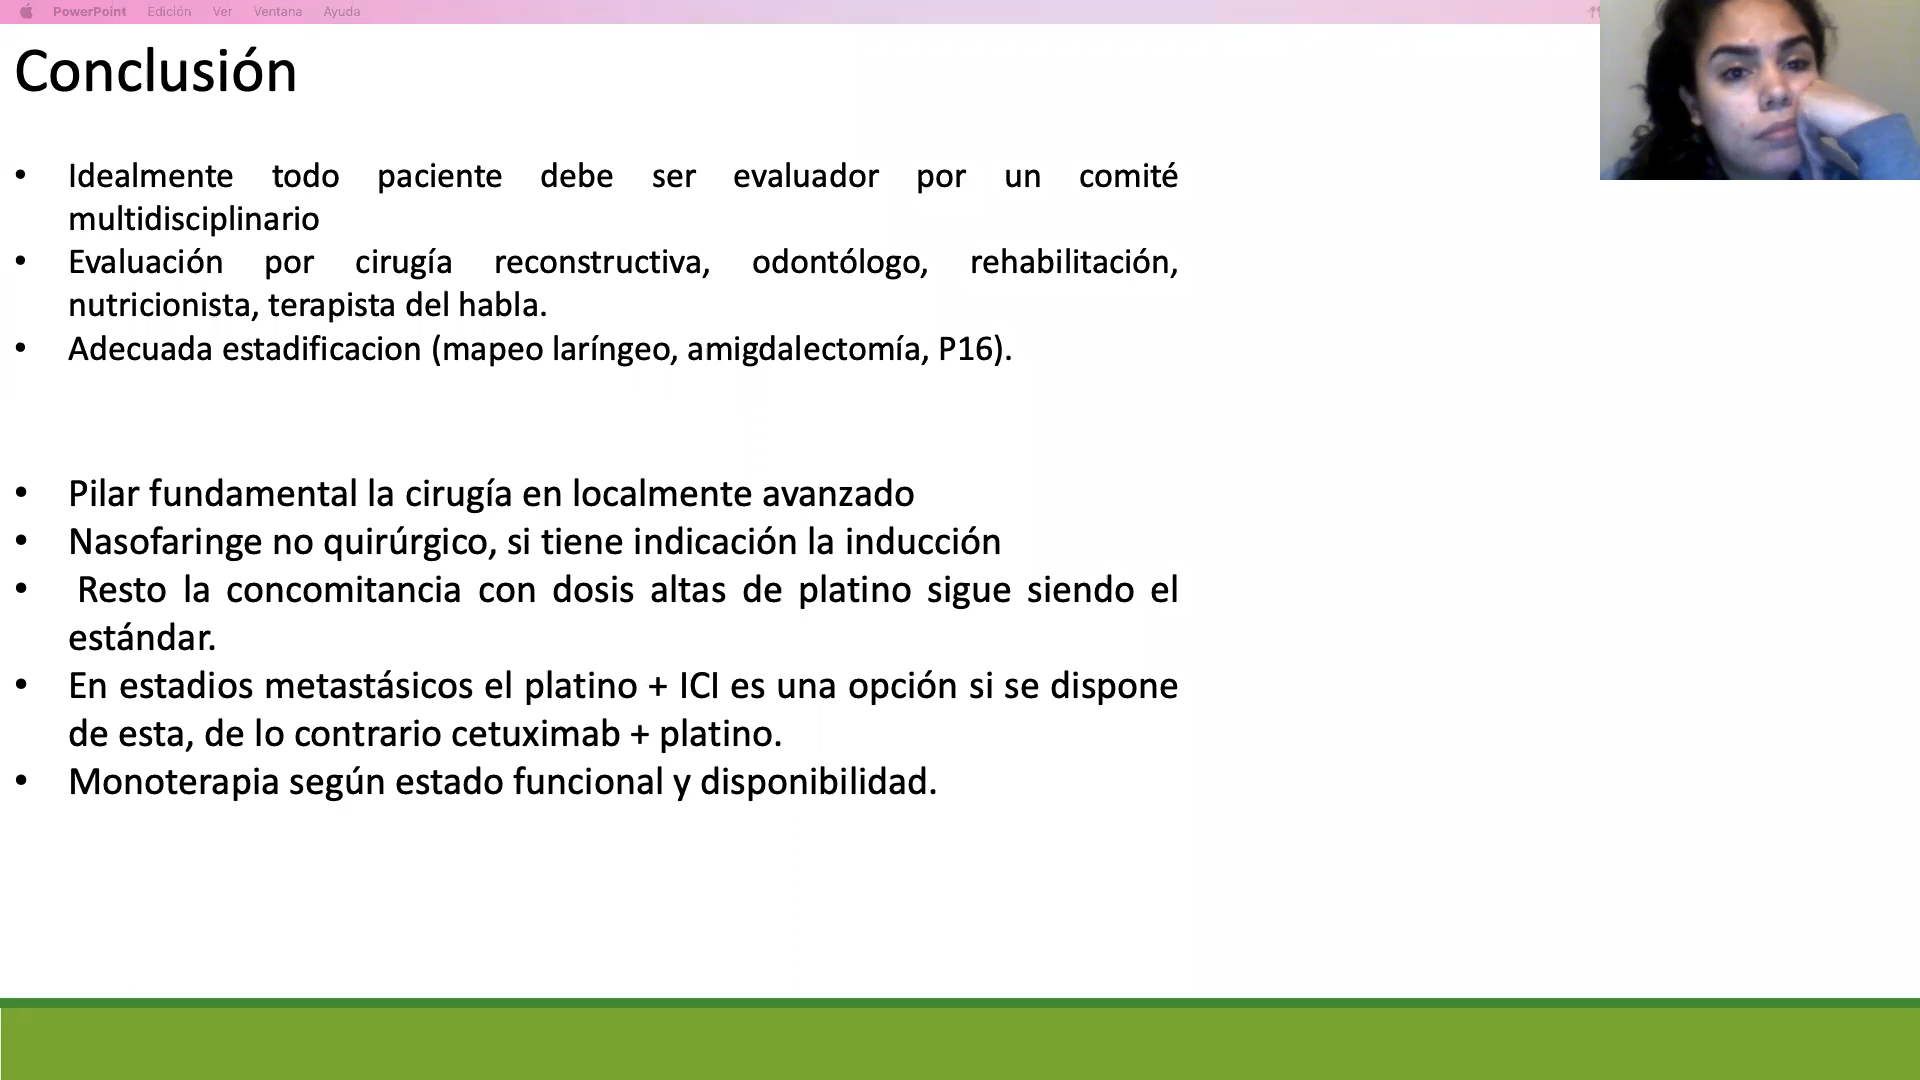 PowerPoint Edición Ver Ventana Ayuda
Conclusión
• Idealmente todo paciente debe ser evaluador por un comité
multidisciplinario
• Evaluación por cirugía reconstructiva, odontólogo, rehabilitación,
nutricionista, terapista del habla.
• Adecuada estadificacion (mapeo laríngeo, amigdalectomía, P16).
• Pilar fundamental la cirugía en localmente avanzado
• Nasofaringe no quirúrgico, si tiene indicación la inducción
• Resto la concomitancia con dosis altas de platino sigue siendo el
estándar.
• En estadios metastásicos el platino + ICI es una opción si se dispone
de esta, de lo contrario cetuximab + platino.
• Monoterapia según estado funcional y disponibilidad.